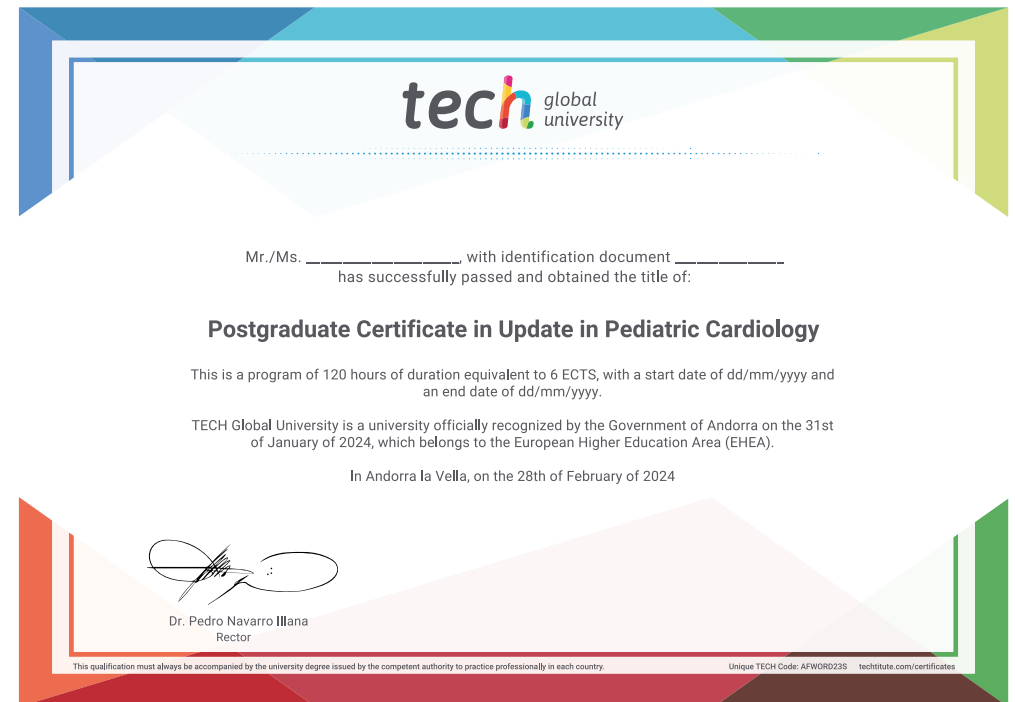 tech global
university
Mr./Ms. ____________________, with identification document ______________
has successfully passed and obtained the title of:
Postgraduate Certificate in Update in Pediatric Cardiology
This is a program of 120 hours of duration equivalent to 6 ECTS, with a start date of dd/mm/yyyy and
an end date of dd/mm/yyyy.
TECH Global University is a university officially recognized by the Government of Andorra on the 31st
of January of 2024, which belongs to the European Higher Education Area (EHEA).
In Andorra la Vella, on the 28th of February of 2024
Dr. Pedro Navarro Illana
Rector
This qualification must always be accompanied by the university degree issued by the competent authority to practice professionally in each country. Unique TECH Code: AFWORD23S techtitute.com/certificates